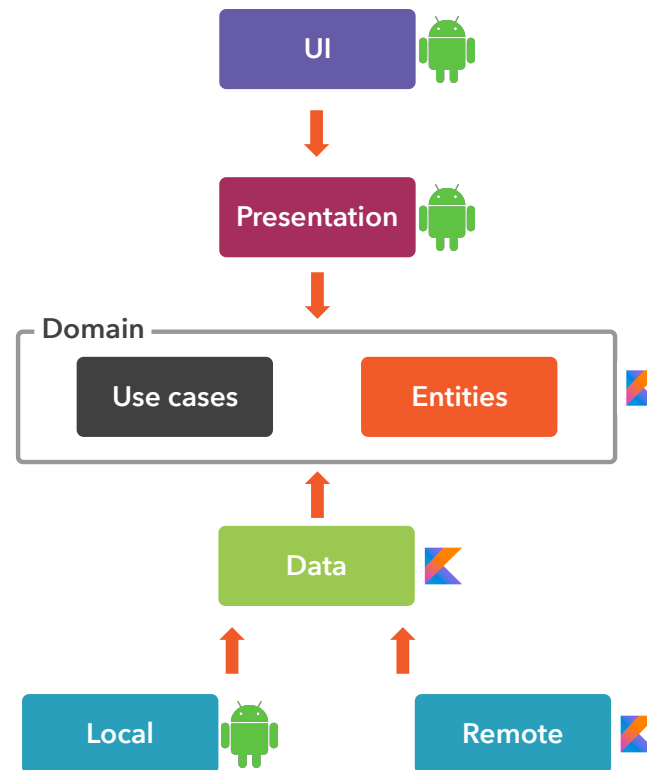 UI
Presentation
Domain
Use cases
Entities
Data
Local
Remote